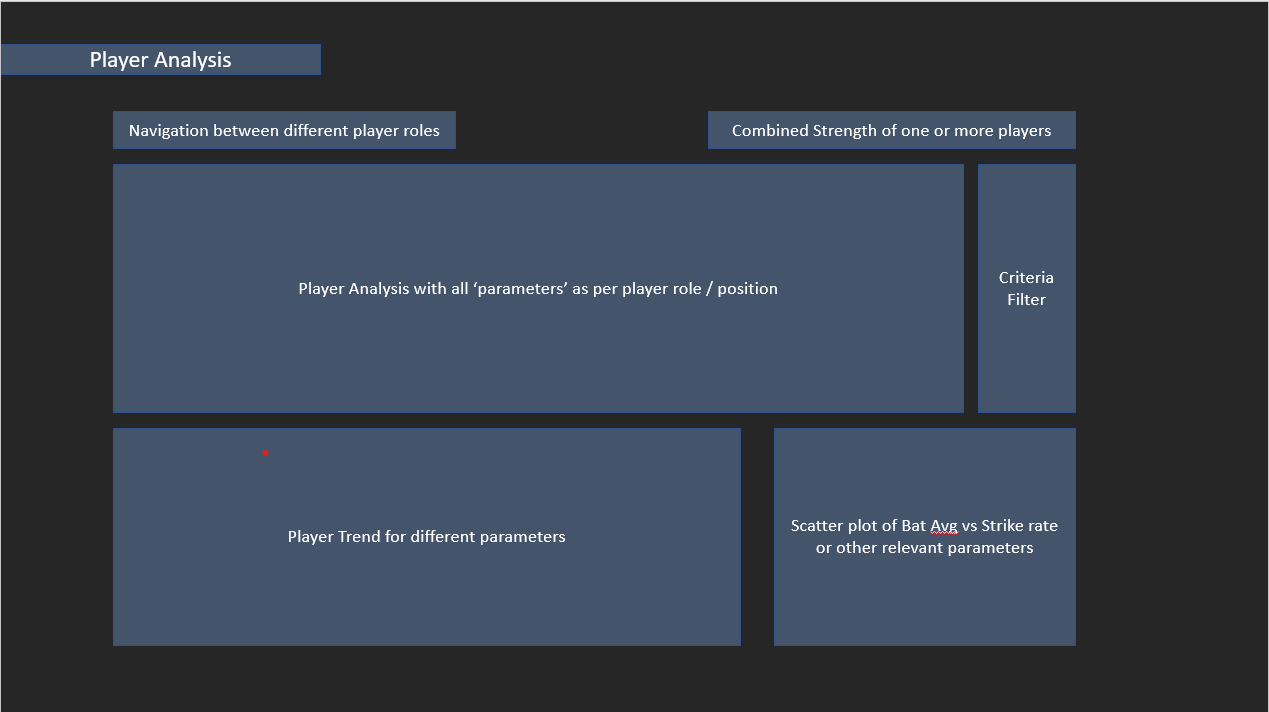 Player Analysis
Navigation between different player roles
Combined Strength of one or more players
Player Analysis with all ‘parameters’ as per player role / position
Criteria
Filter
Player Trend for different parameters
Scatter plot of Bat Avg vs Strike rate
or other relevant parameters